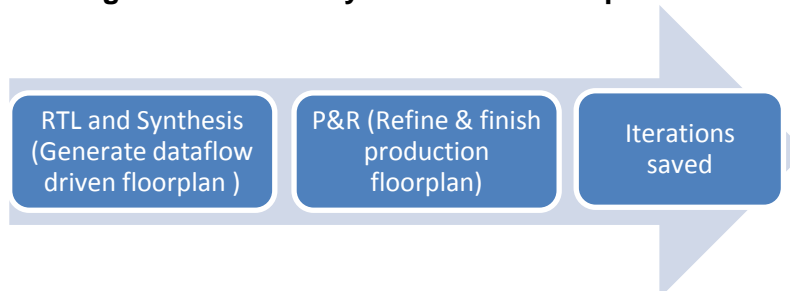 RTL and Synthesis
(Generate dataflow
driven floorplan )
P&R (Refine & finish
production
floorplan)
Iterations
saved